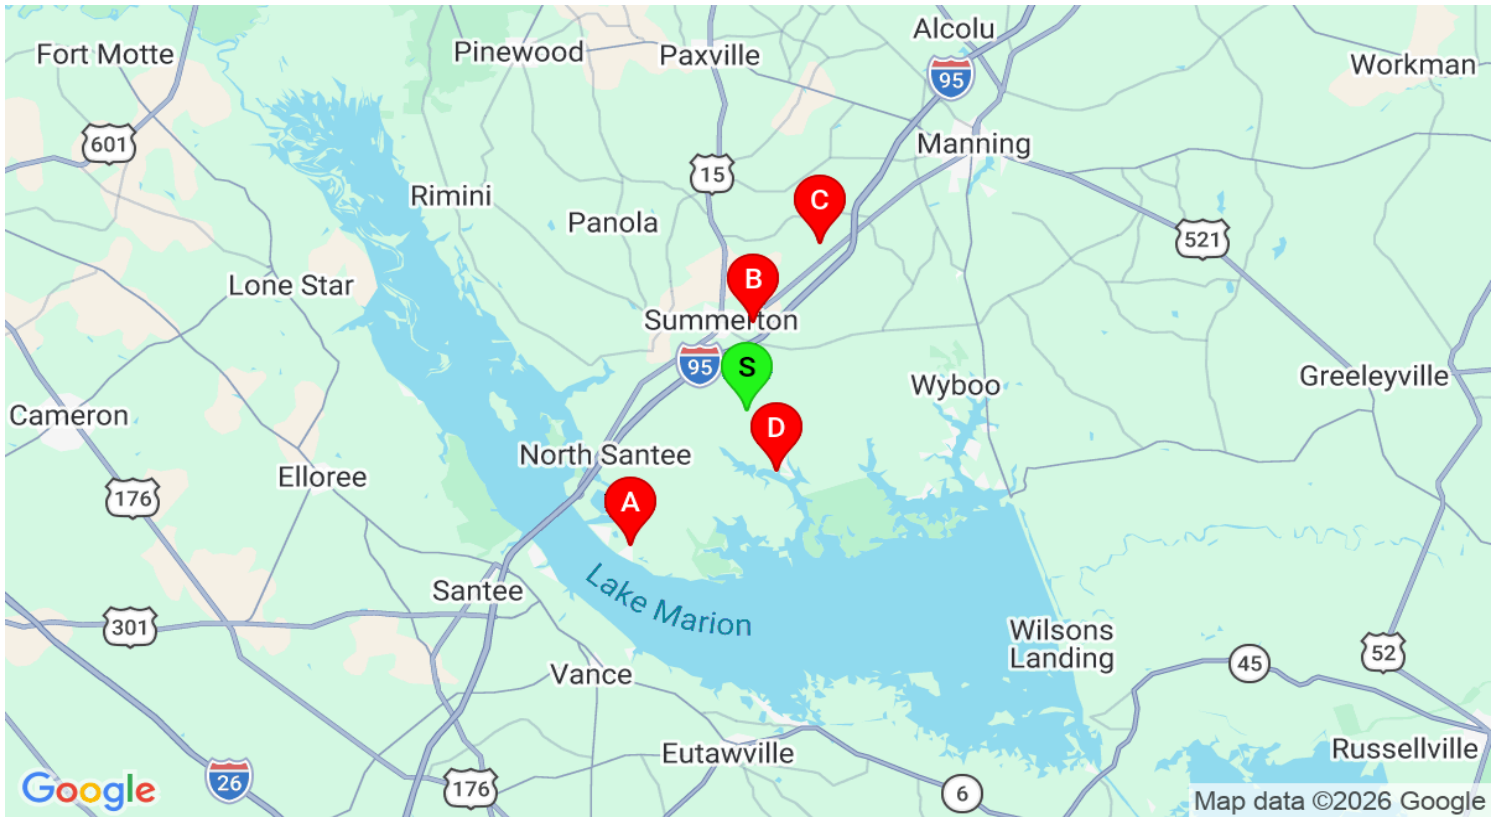 Alcolu
Fort Motte
Pinewood
Paxville
Workman
95
601
Manning
15
Rimini
C
Panola
521
Lone Star
B
Summerton
95
S
Wyboo
Greeleyville
Cameron
D
North Santee
Elloree
176
A
Santee
Lake Marion
301
Wilsons
Landing
52
45
Vance
Eutawville
Russellville
26
176
6
Google
Map data ©2026 Google